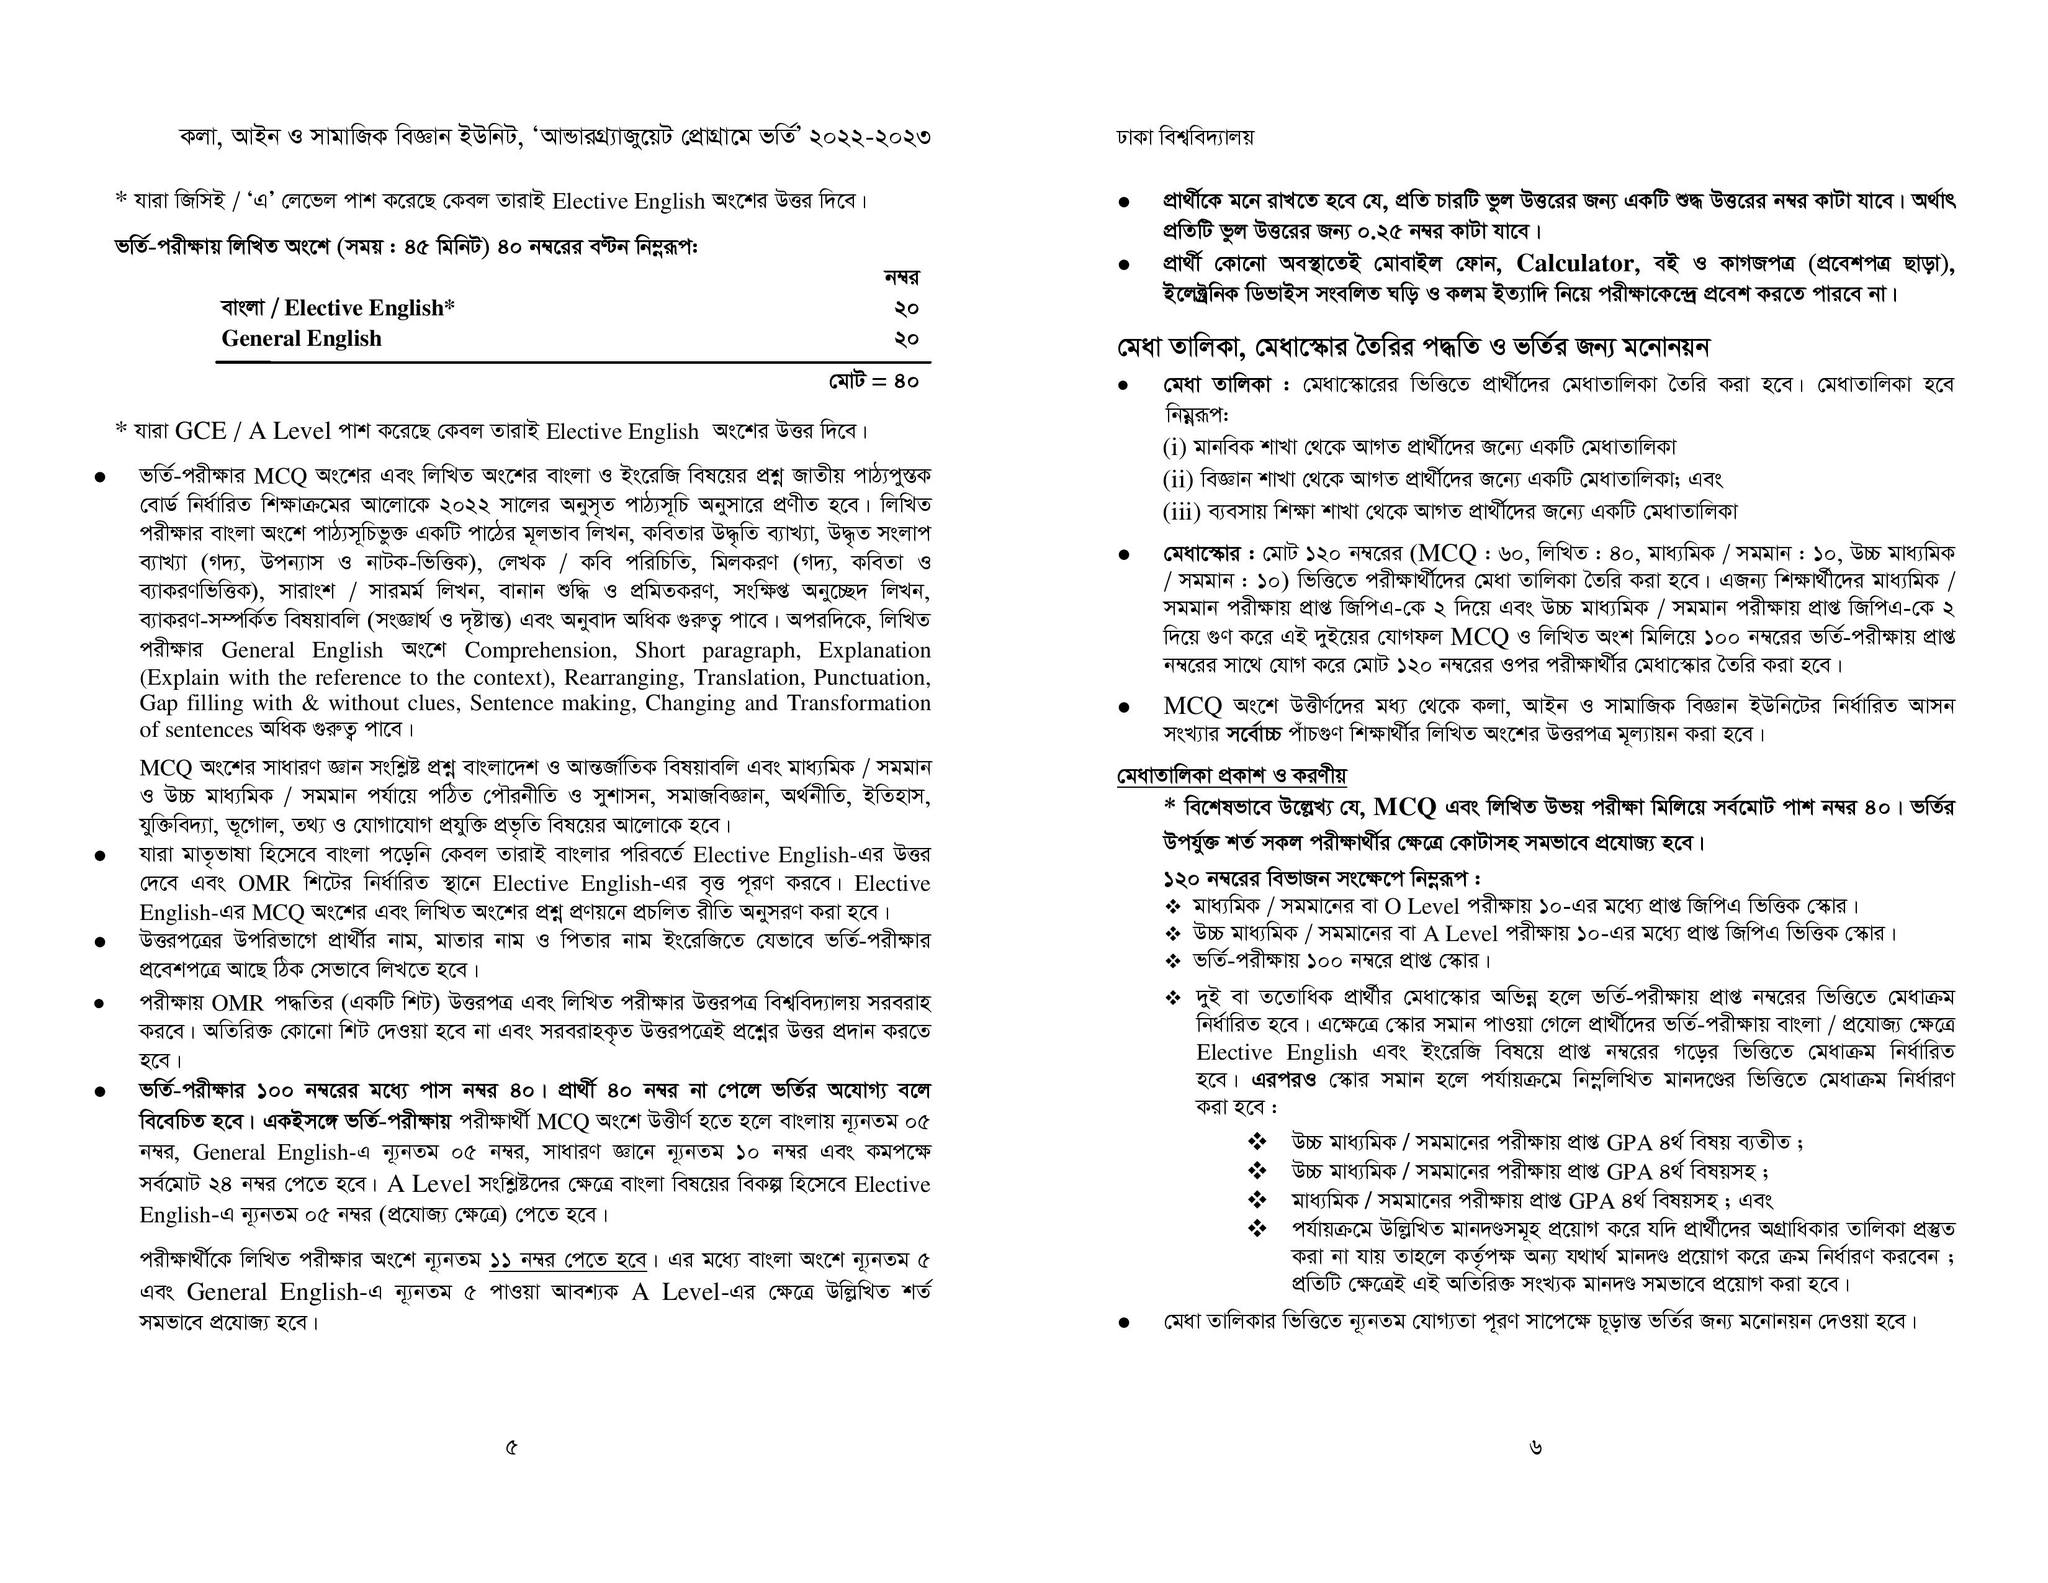 কলা, আইন ও সামাজিক বিজ্ঞান ইউনিট, ‘আন্ডারগ্র্যাজুয়েট প্রোগ্রামে ভর্তি’ ২০২২-২০২৩
* যারা জিসিই / ‘এ’ লেভেল পাশ করেছে কেবল তারাই Elective English অংশের উত্তর দিবে।
ভর্তি-পরীক্ষায় লিখিত অংশে (সময় : ৪৫ মিনিট) ৪০ নম্বরের বণ্টন নিম্নরূপ:
নম্বর
বাংলা / Elective English* ২০
General English ২০
মোট = ৪০
* যারা GCE / A Level পাশ করেছে কেবল তারাই Elective English অংশের উত্তর দিবে।
● ভর্তি-পরীক্ষার MCQ অংশের এবং লিখিত অংশের বাংলা ও ইংরেজি বিষয়ের প্রশ্ন জাতীয় পাঠ্যপুস্তক
বোর্ড নির্ধারিত শিক্ষাক্রমের আলোকে ২০২২ সালের অনুসৃত পাঠ্যসূচি অনুসারে প্রণীত হবে। লিখিত
পরীক্ষার বাংলা অংশে পাঠ্যসূচিভুক্ত একটি পাঠের মূলভাব লিখন, কবিতার উদ্ধৃতি ব্যাখ্যা, উদ্ধৃত সংলাপ
ব্যাখ্যা (গদ্য, উপন্যাস ও নাটক-ভিত্তিক), লেখক / কবি পরিচিতি, মিলকরণ (গদ্য, কবিতা ও
ব্যাকরণভিত্তিক), সারাংশ / সারমর্ম লিখন, বানান শুদ্ধি ও প্রমিতকরণ, সংক্ষিপ্ত অনুচ্ছেদ লিখন,
ব্যাকরণ-সম্পর্কিত বিষয়াবলি (সংজ্ঞার্থ ও দৃষ্টান্ত) এবং অনুবাদ অধিক গুরুত্ব পাবে। অপরদিকে, লিখিত
পরীক্ষার General English অংশে Comprehension, Short paragraph, Explanation
(Explain with the reference to the context), Rearranging, Translation, Punctuation,
Gap filling with & without clues, Sentence making, Changing and Transformation
of sentences অধিক গুরুত্ব পাবে।
MCQ অংশের সাধারণ জ্ঞান সংশ্লিষ্ট প্রশ্ন বাংলাদেশ ও আন্তর্জাতিক বিষয়াবলি এবং মাধ্যমিক / সমমান
ও উচ্চ মাধ্যমিক / সমমান পর্যায়ে পঠিত পৌরনীতি ও সুশাসন, সমাজবিজ্ঞান, অর্থনীতি, ইতিহাস,
যুক্তিবিদ্যা, ভূগোল, তথ্য ও যোগাযোগ প্রযুক্তি প্রভৃতি বিষয়ের আলোকে হবে।
● যারা মাতৃভাষা হিসেবে বাংলা পড়েনি কেবল তারাই বাংলার পরিবর্তে Elective English-এর উত্তর
দেবে এবং OMR শিটের নির্ধারিত স্থানে Elective English-এর বৃত্ত পূরণ করবে। Elective
English-এর MCQ অংশের এবং লিখিত অংশের প্রশ্ন প্রণয়নে প্রচলিত রীতি অনুসরণ করা হবে।
● উত্তরপত্রের উপরিভাগে প্রার্থীর নাম, মাতার নাম ও পিতার নাম ইংরেজিতে যেভাবে ভর্তি-পরীক্ষার
প্রবেশপত্রে আছে ঠিক সেভাবে লিখতে হবে।
● পরীক্ষায় OMR পদ্ধতির (একটি শিট) উত্তরপত্র এবং লিখিত পরীক্ষার উত্তরপত্র বিশ্ববিদ্যালয় সরবরাহ
করবে। অতিরিক্ত কোনো শিট দেওয়া হবে না এবং সরবরাহকৃত উত্তরপত্রেই প্রশ্নের উত্তর প্রদান করতে
হবে।
● ভর্তি-পরীক্ষার ১০০ নম্বরের মধ্যে পাস নম্বর ৪০। প্রার্থী ৪০ নম্বর না পেলে ভর্তির অযোগ্য বলে
বিবেচিত হবে। একইসঙ্গে ভর্তি-পরীক্ষায় পরীক্ষার্থী MCQ অংশে উত্তীর্ণ হতে হলে বাংলায় ন্যূনতম ০৫
নম্বর, General English-এ ন্যূনতম ০৫ নম্বর, সাধারণ জ্ঞানে ন্যূনতম ১০ নম্বর এবং কমপক্ষে
সর্বমোট ২৪ নম্বর পেতে হবে। A Level সংশ্লিষ্টদের ক্ষেত্রে বাংলা বিষয়ের বিকল্প হিসেবে Elective
English-এ ন্যূনতম ০৫ নম্বর (প্রযোজ্য ক্ষেত্রে) পেতে হবে।
পরীক্ষার্থীকে লিখিত পরীক্ষার অংশে ন্যূনতম ১১ নম্বর পেতে হবে। এর মধ্যে বাংলা অংশে ন্যূনতম ৫
এবং General English-এ ন্যূনতম ৫ পাওয়া আবশ্যক A Level-এর ক্ষেত্রে উল্লিখিত শর্ত
সমভাবে প্রযোজ্য হবে।
৫
ঢাকা বিশ্ববিদ্যালয়
● প্রার্থীকে মনে রাখতে হবে যে, প্রতি চারটি ভুল উত্তরের জন্য একটি শুদ্ধ উত্তরের নম্বর কাটা যাবে। অর্থাৎ
প্রতিটি ভুল উত্তরের জন্য ০.২৫ নম্বর কাটা যাবে।
● প্রার্থী কোনো অবস্থাতেই মোবাইল ফোন, Calculator, বই ও কাগজপত্র (প্রবেশপত্র ছাড়া),
ইলেক্ট্রনিক ডিভাইস সংবলিত ঘড়ি ও কলম ইত্যাদি নিয়ে পরীক্ষাকেন্দ্রে প্রবেশ করতে পারবে না।
মেধা তালিকা, মেধাস্কোর তৈরির পদ্ধতি ও ভর্তির জন্য মনোনয়ন
● মেধা তালিকা : মেধাস্কোরের ভিত্তিতে প্রার্থীদের মেধাতালিকা তৈরি করা হবে। মেধাতালিকা হবে
নিম্নরূপ:
(i) মানবিক শাখা থেকে আগত প্রার্থীদের জন্যে একটি মেধাতালিকা
(ii) বিজ্ঞান শাখা থেকে আগত প্রার্থীদের জন্যে একটি মেধাতালিকা; এবং
(iii) ব্যবসায় শিক্ষা শাখা থেকে আগত প্রার্থীদের জন্যে একটি মেধাতালিকা
● মেধাস্কোর : মোট ১২০ নম্বরের (MCQ : ৬০, লিখিত : ৪০, মাধ্যমিক / সমমান : ১০, উচ্চ মাধ্যমিক
/ সমমান : ১০) ভিত্তিতে পরীক্ষার্থীদের মেধা তালিকা তৈরি করা হবে। এজন্য শিক্ষার্থীদের মাধ্যমিক /
সমমান পরীক্ষায় প্রাপ্ত জিপিএ-কে ২ দিয়ে এবং উচ্চ মাধ্যমিক / সমমান পরীক্ষায় প্রাপ্ত জিপিএ-কে ২
দিয়ে গুণ করে এই দুইয়ের যোগফল MCQ ও লিখিত অংশ মিলিয়ে ১০০ নম্বরের ভর্তি-পরীক্ষায় প্রাপ্ত
নম্বরের সাথে যোগ করে মোট ১২০ নম্বরের ওপর পরীক্ষার্থীর মেধাস্কোর তৈরি করা হবে।
● MCQ অংশে উত্তীর্ণদের মধ্য থেকে কলা, আইন ও সামাজিক বিজ্ঞান ইউনিটের নির্ধারিত আসন
সংখ্যার সর্বোচ্চ পাঁচগুণ শিক্ষার্থীর লিখিত অংশের উত্তরপত্র মূল্যায়ন করা হবে।
মেধাতালিকা প্রকাশ ও করণীয়
* বিশেষভাবে উল্লেখ্য যে, MCQ এবং লিখিত উভয় পরীক্ষা মিলিয়ে সর্বমোট পাশ নম্বর ৪০। ভর্তির
উপর্যুক্ত শর্ত সকল পরীক্ষার্থীর ক্ষেত্রে কোটাসহ সমভাবে প্রযোজ্য হবে।
১২০ নম্বরের বিভাজন সংক্ষেপে নিম্নরূপ :
❖ মাধ্যমিক / সমমানের বা O Level পরীক্ষায় ১০-এর মধ্যে প্রাপ্ত জিপিএ ভিত্তিক স্কোর।
❖ উচ্চ মাধ্যমিক / সমমানের বা A Level পরীক্ষায় ১০-এর মধ্যে প্রাপ্ত জিপিএ ভিত্তিক স্কোর।
❖ ভর্তি-পরীক্ষায় ১০০ নম্বরে প্রাপ্ত স্কোর।
❖ দুই বা ততোধিক প্রার্থীর মেধাস্কোর অভিন্ন হলে ভর্তি-পরীক্ষায় প্রাপ্ত নম্বরের ভিত্তিতে মেধাক্রম
নির্ধারিত হবে। এক্ষেত্রে স্কোর সমান পাওয়া গেলে প্রার্থীদের ভর্তি-পরীক্ষায় বাংলা / প্রযোজ্য ক্ষেত্রে
Elective English এবং ইংরেজি বিষয়ে প্রাপ্ত নম্বরের গড়ের ভিত্তিতে মেধাক্রম নির্ধারিত
হবে। এরপরও স্কোর সমান হলে পর্যায়ক্রমে নিম্নলিখিত মানদণ্ডের ভিত্তিতে মেধাক্রম নির্ধারণ
করা হবে :
❖ উচ্চ মাধ্যমিক / সমমানের পরীক্ষায় প্রাপ্ত GPA ৪র্থ বিষয় ব্যতীত ;
❖ উচ্চ মাধ্যমিক / সমমানের পরীক্ষায় প্রাপ্ত GPA ৪র্থ বিষয়সহ ;
❖ মাধ্যমিক / সমমানের পরীক্ষায় প্রাপ্ত GPA ৪র্থ বিষয়সহ ; এবং
❖ পর্যায়ক্রমে উল্লিখিত মানদণ্ডসমূহ প্রয়োগ করে যদি প্রার্থীদের অগ্রাধিকার তালিকা প্রস্তুত
করা না যায় তাহলে কর্তৃপক্ষ অন্য যথার্থ মানদণ্ড প্রয়োগ করে ক্রম নির্ধারণ করবেন ;
প্রতিটি ক্ষেত্রেই এই অতিরিক্ত সংখ্যক মানদণ্ড সমভাবে প্রয়োগ করা হবে।
● মেধা তালিকার ভিত্তিতে ন্যূনতম যোগ্যতা পূরণ সাপেক্ষে চূড়ান্ত ভর্তির জন্য মনোনয়ন দেওয়া হবে।
৬